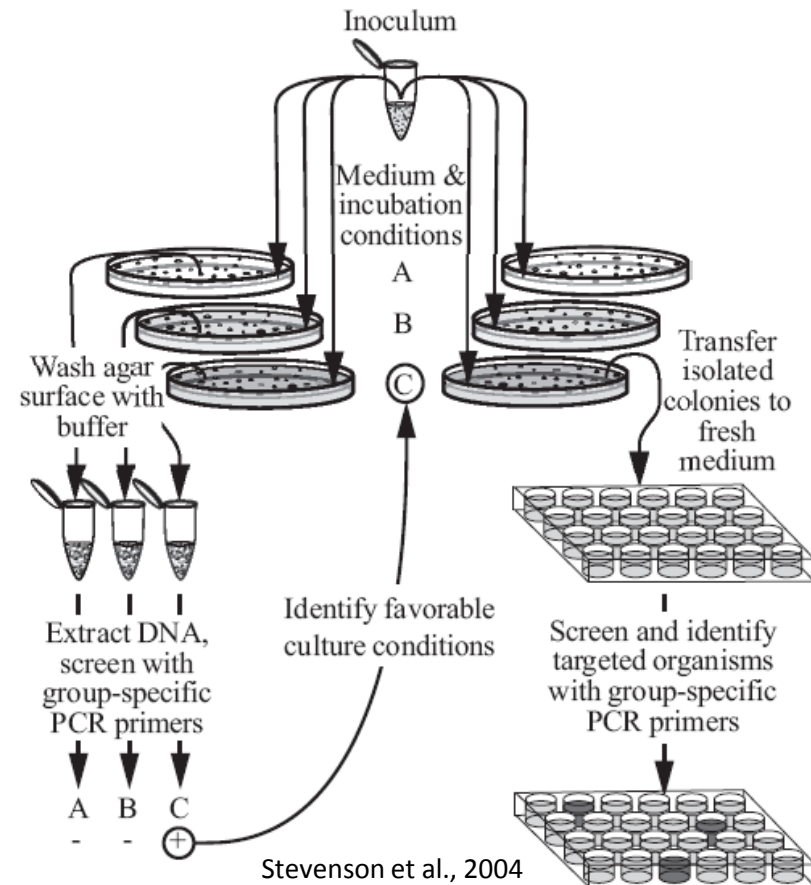 Inoculum
Medium &
incubation
conditions
A
B
C
Wash agar
surface with
buffer
Transfer
isolated
colonies to
fresh
medium
Extract DNA,
screen with
group-specific
PCR primers
Identify favorable
culture conditions
Screen and identify
targeted organisms
with group-specific
PCR primers
A B C
- - +
Stevenson et al., 2004